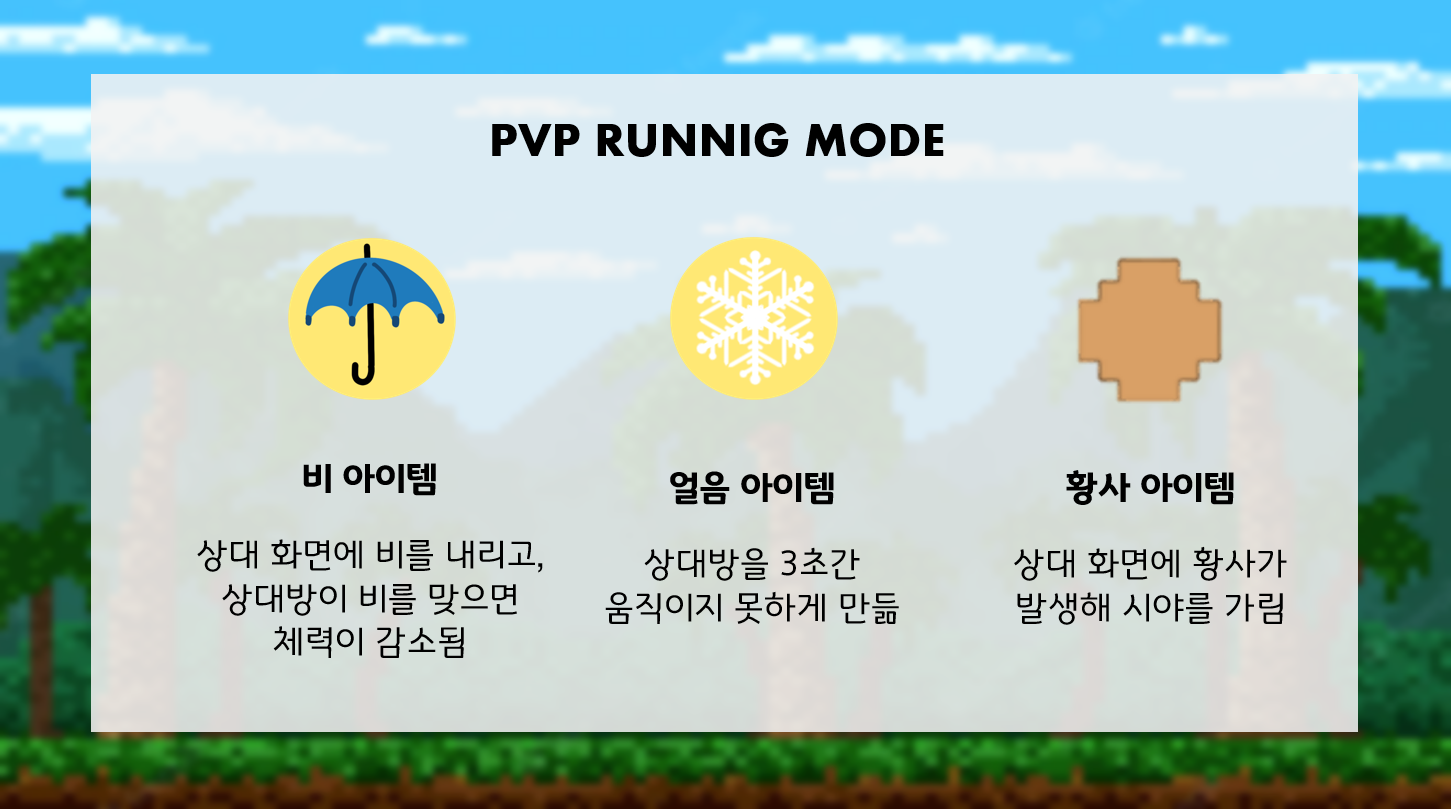 PVP RUNNIG MODE
비 아이템
상대 화면에 비를 내리고,
상대방이 비를 맞으면
체력이 감소됨
얼음 아이템
상대방을 3초간
움직이지 못하게 만듦
황사 아이템
상대 화면에 황사가
발생해 시야를 가림